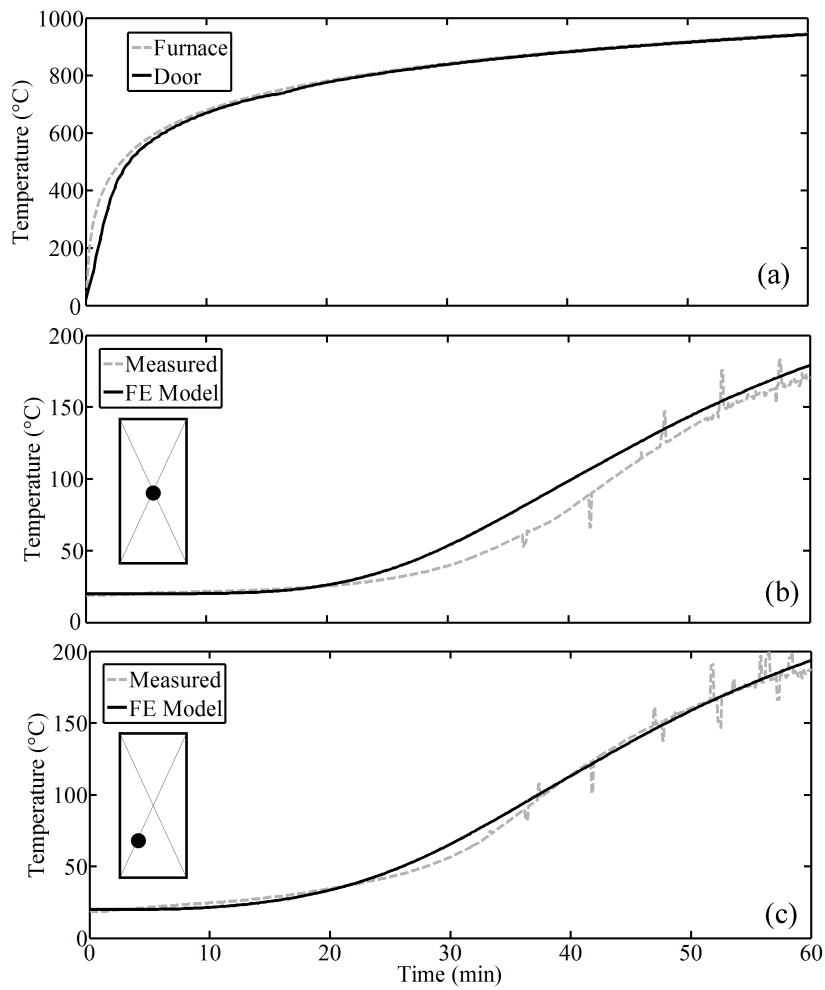 1000
800
600
400
200
0
Temperature (°C)
Furnace
Door
(a)
200
150
100
50
0
Temperature (°C)
Measured
FE Model
(b)
200
150
100
50
0
Temperature (°C)
Measured
FE Model
(c)
0 10 20 30 40 50 60
Time (min)